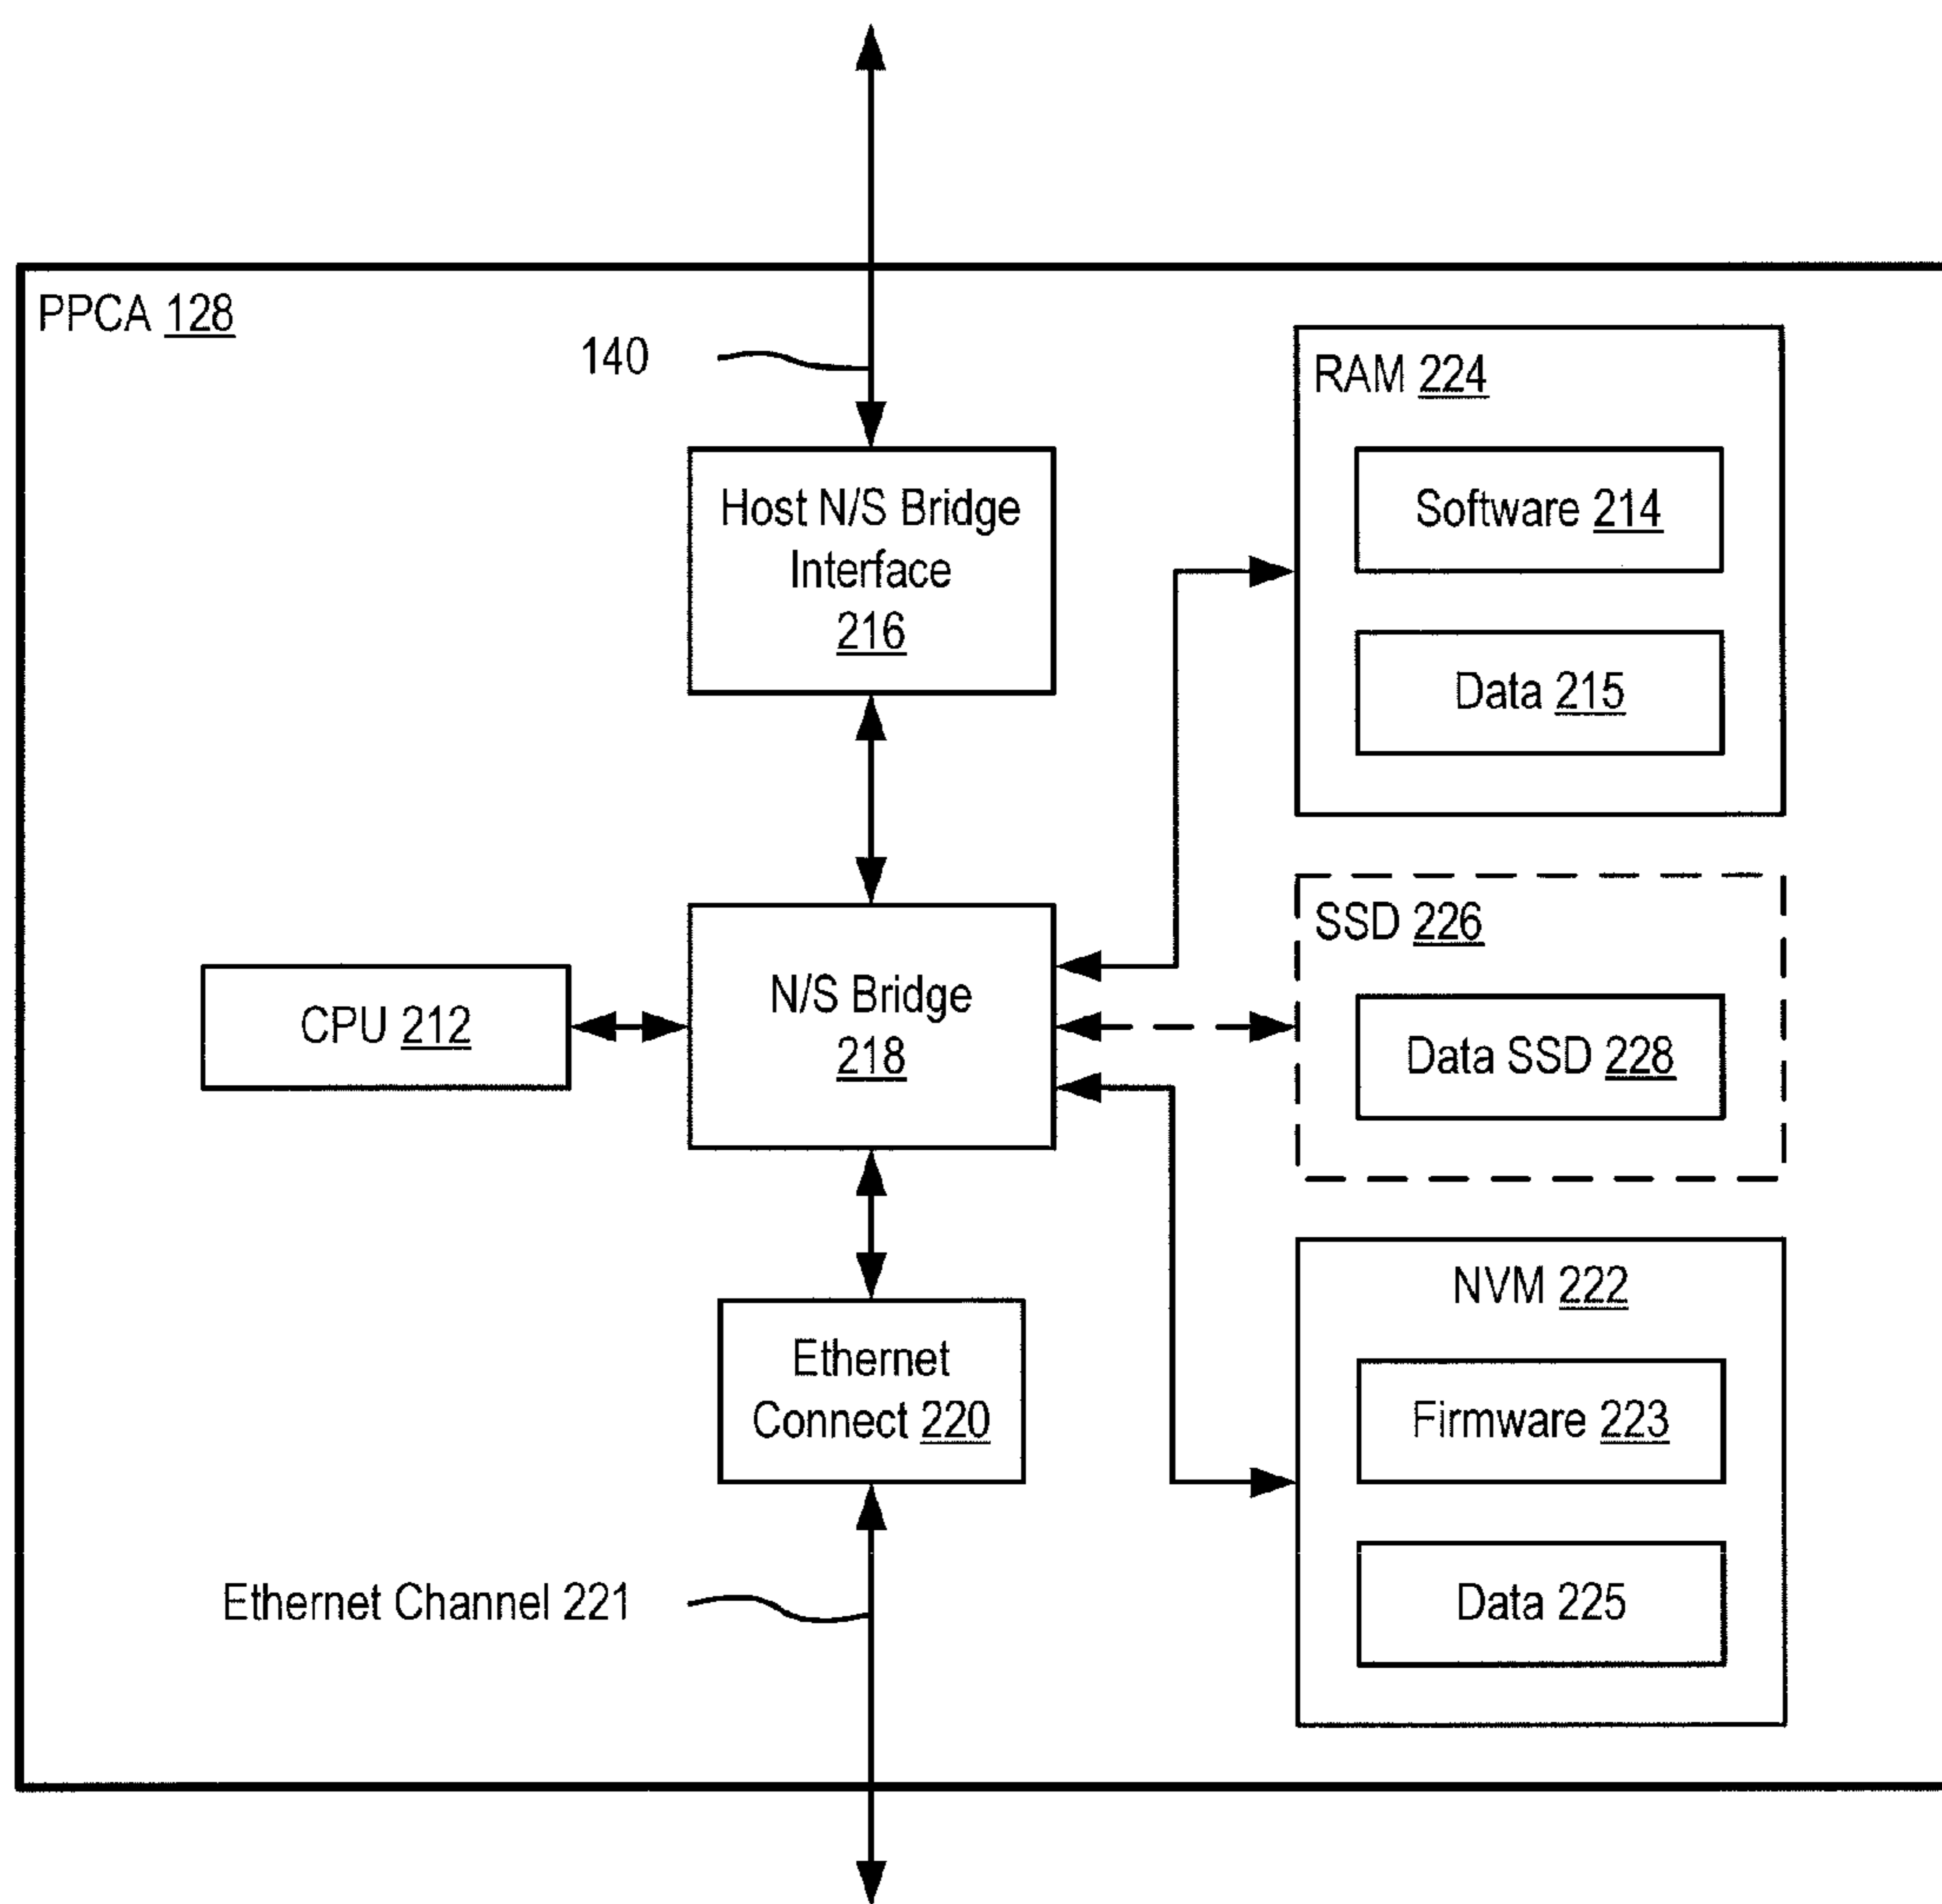 PPCA 128
140
Host N/S Bridge
Interface
216
RAM 224
Software 214
Data 215
CPU 212
N/S Bridge
218
SSD 226
Data SSD 228
Ethernet
Connect 220
NVM 222
Firmware 223
Data 225
Ethernet Channel 221